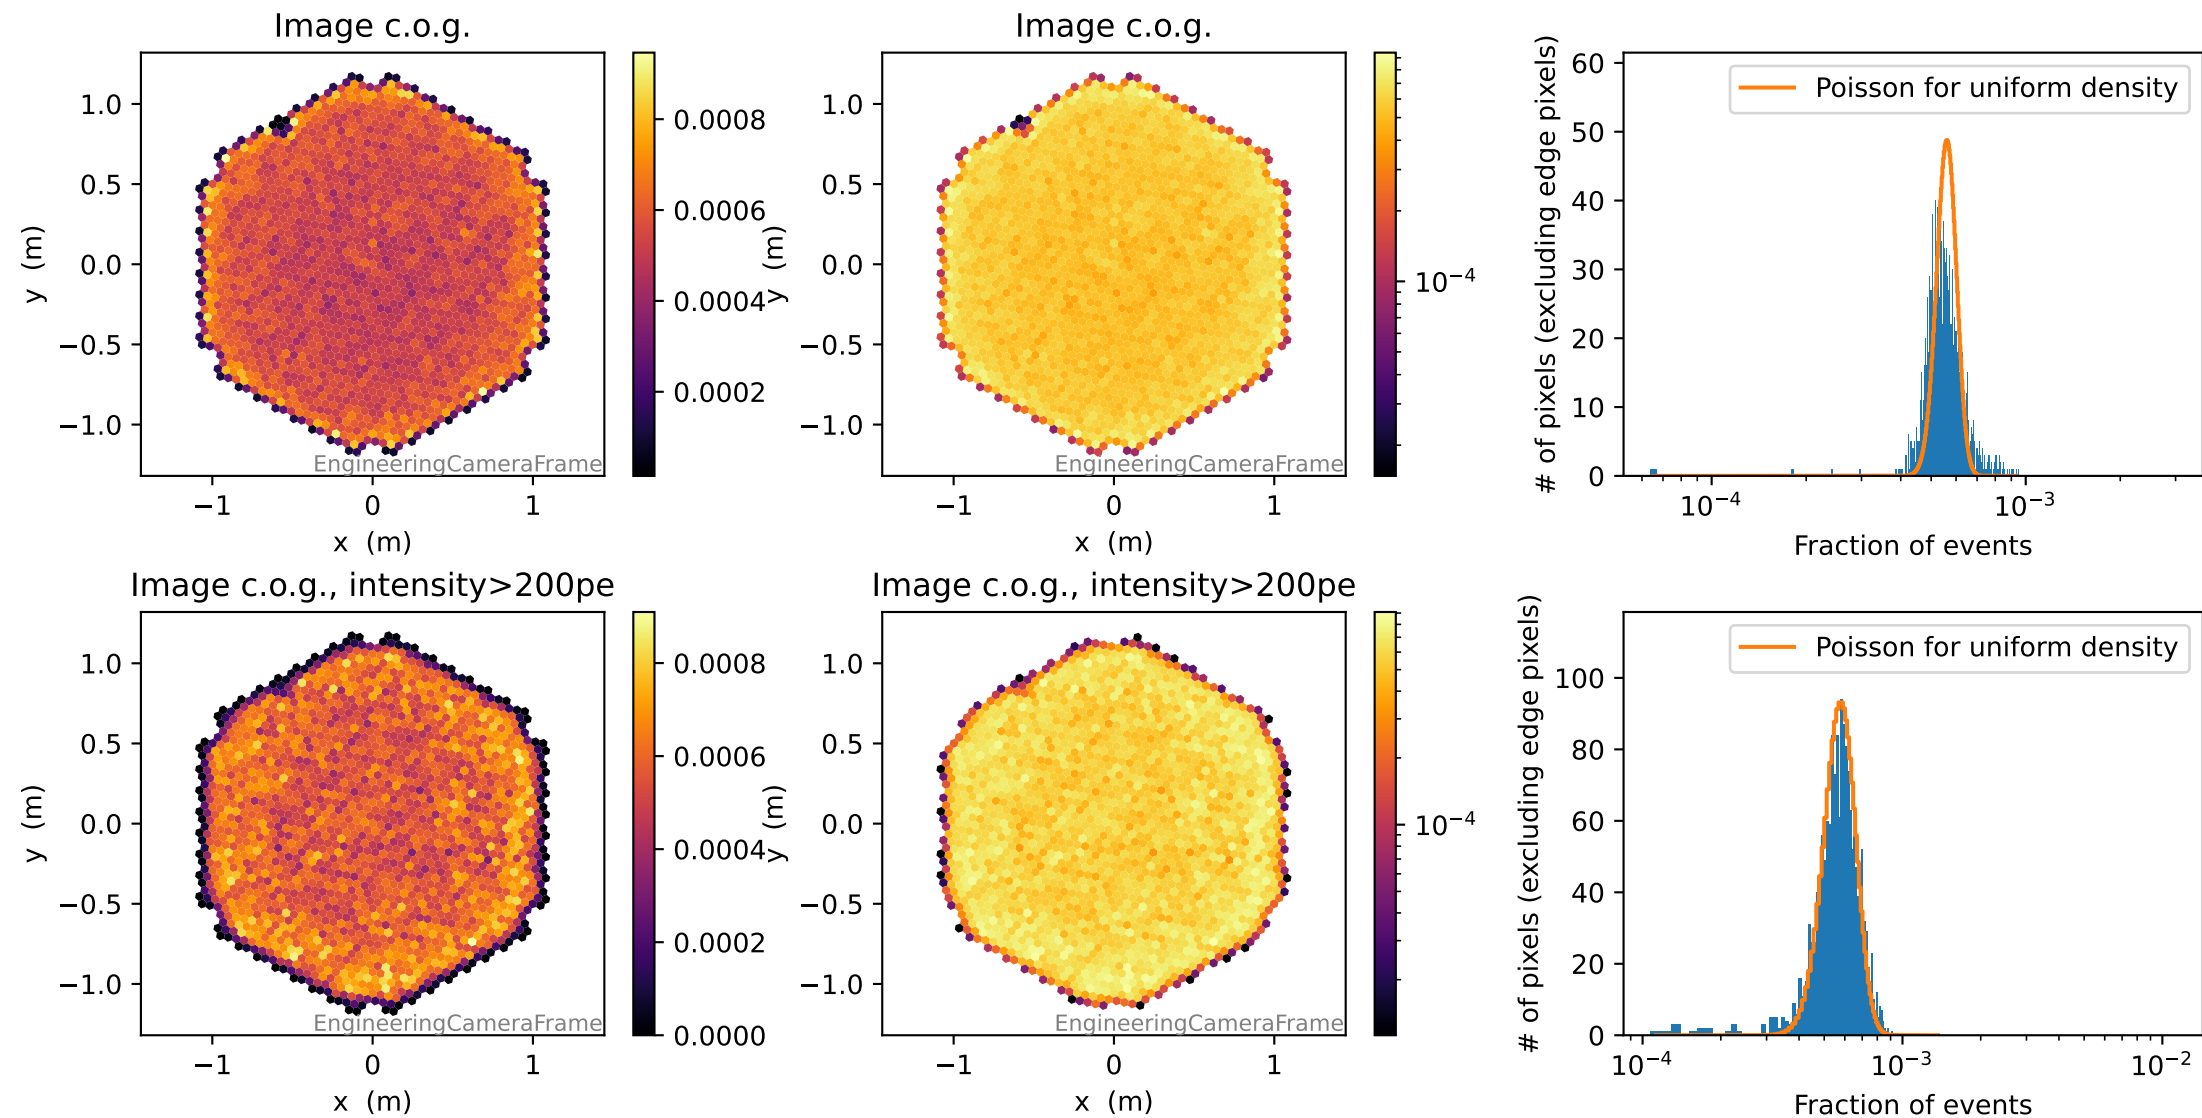 Image c.o.g.
1.0
0.5
0.0
−0.5
−1.0
y (m)
−1
0
1
x (m)
EngineeringCameraFrame
0.0008
0.0006
0.0004
0.0002
Image c.o.g.
1.0
0.5
0.0
−0.5
−1.0
y (m)
−1
0
1
x (m)
EngineeringCameraFrame
10⁻⁴
60
50
40
30
20
10
0
# of pixels (excluding edge pixels)
Poisson for uniform density
10⁻⁴
10⁻³
Fraction of events
Image c.o.g., intensity>200pe
1.0
0.5
0.0
−0.5
−1.0
y (m)
−1
0
1
x (m)
EngineeringCameraFrame
0.0008
0.0006
0.0004
0.0002
0.0000
Image c.o.g., intensity>200pe
1.0
0.5
0.0
−0.5
−1.0
y (m)
−1
0
1
x (m)
EngineeringCameraFrame
10⁻⁴
100
80
60
40
20
0
# of pixels (excluding edge pixels)
Poisson for uniform density
10⁻⁴
10⁻³
10⁻²
Fraction of events